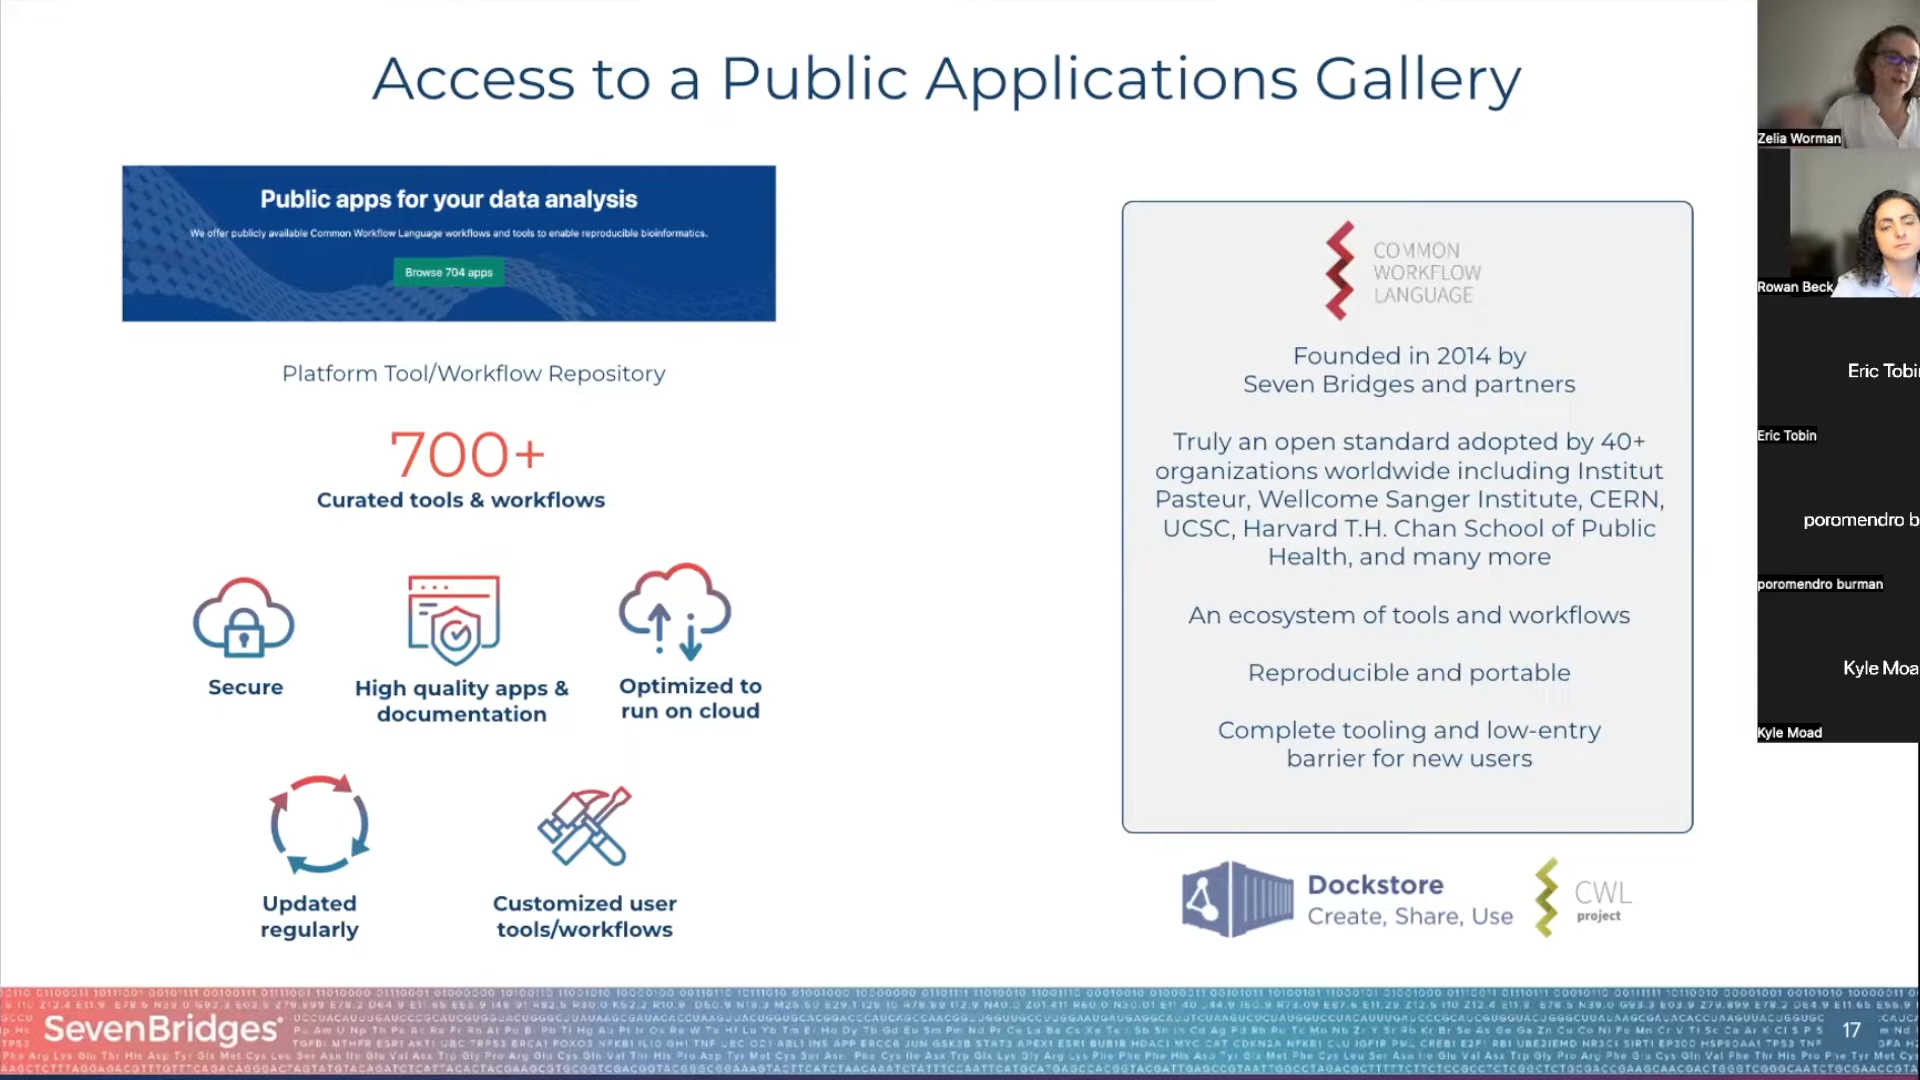 Access to a Public Applications Gallery
Public apps for your data analysis
We offer publicly available Common Workflow Language workflows and tools to enable reproducible bioinformatics.
Browse 704 apps
Platform Tool/Workflow Repository
700+
Curated tools & workflows
Secure
High quality apps &
documentation
Optimized to
run on cloud
Updated
regularly
Customized user
tools/workflows
COMMON
WORKFLOW
LANGUAGE
Founded in 2014 by
Seven Bridges and partners
Truly an open standard adopted by 40+
organizations worldwide including Institut
Pasteur, Wellcome Sanger Institute, CERN,
UCSC, Harvard T.H. Chan School of Public
Health, and many more
An ecosystem of tools and workflows
Reproducible and portable
Complete tooling and low-entry
barrier for new users
Dockstore
Create, Share, Use
CWL
project
SevenBridges
17
Zelia Worman
Rowan Beck
Eric Tobi
Eric Tobin
poromendro b
poromendro burman
Kyle Moa
Kyle Moad